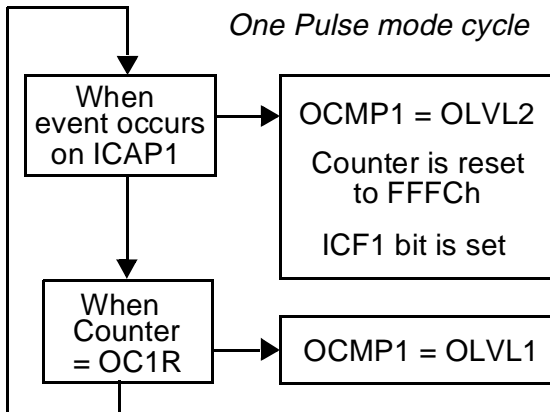 One Pulse mode cycle
When
event occurs
on ICAP1
OCMP1 = OLVL2
Counter is reset
to FFFCh
ICF1 bit is set
When
Counter
= OC1R
OCMP1 = OLVL1